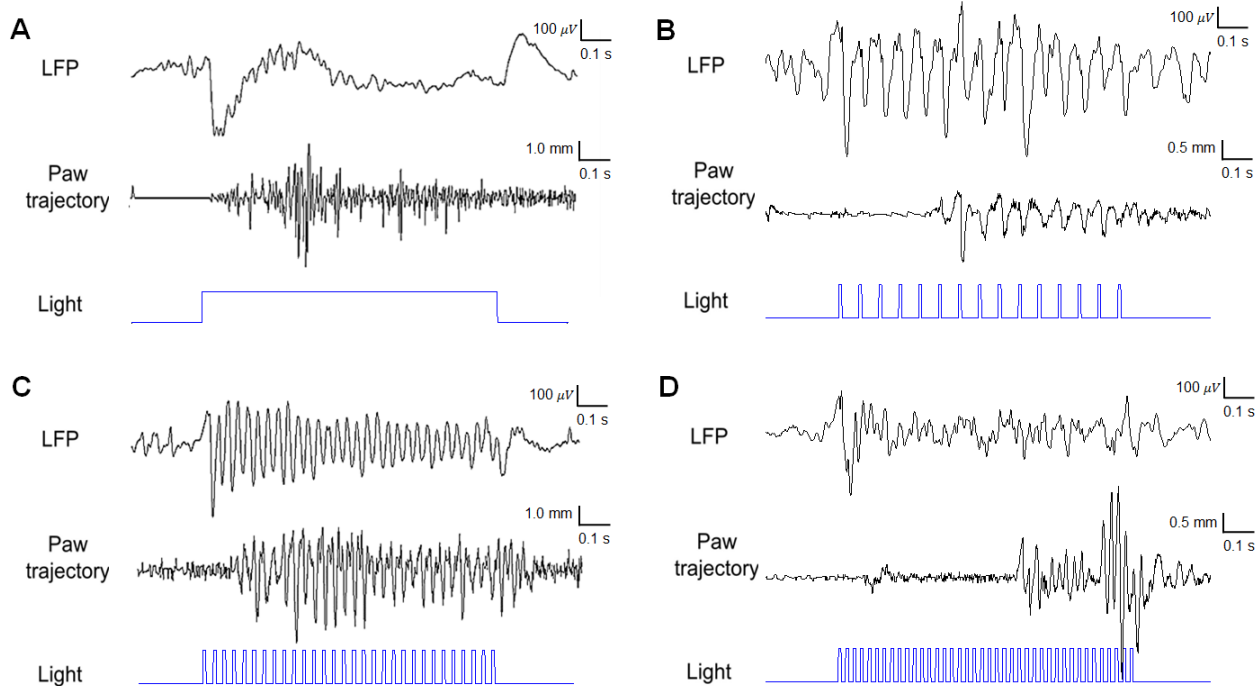 A
LFP
100 μV
0.1 s
Paw
trajectory
1.0 mm
0.1 s
Light
B
LFP
100 μV
0.1 s
Paw
trajectory
0.5 mm
0.1 s
Light
C
LFP
100 μV
0.1 s
Paw
trajectory
1.0 mm
0.1 s
Light
D
LFP
100 μV
0.1 s
Paw
trajectory
0.5 mm
0.1 s
Light